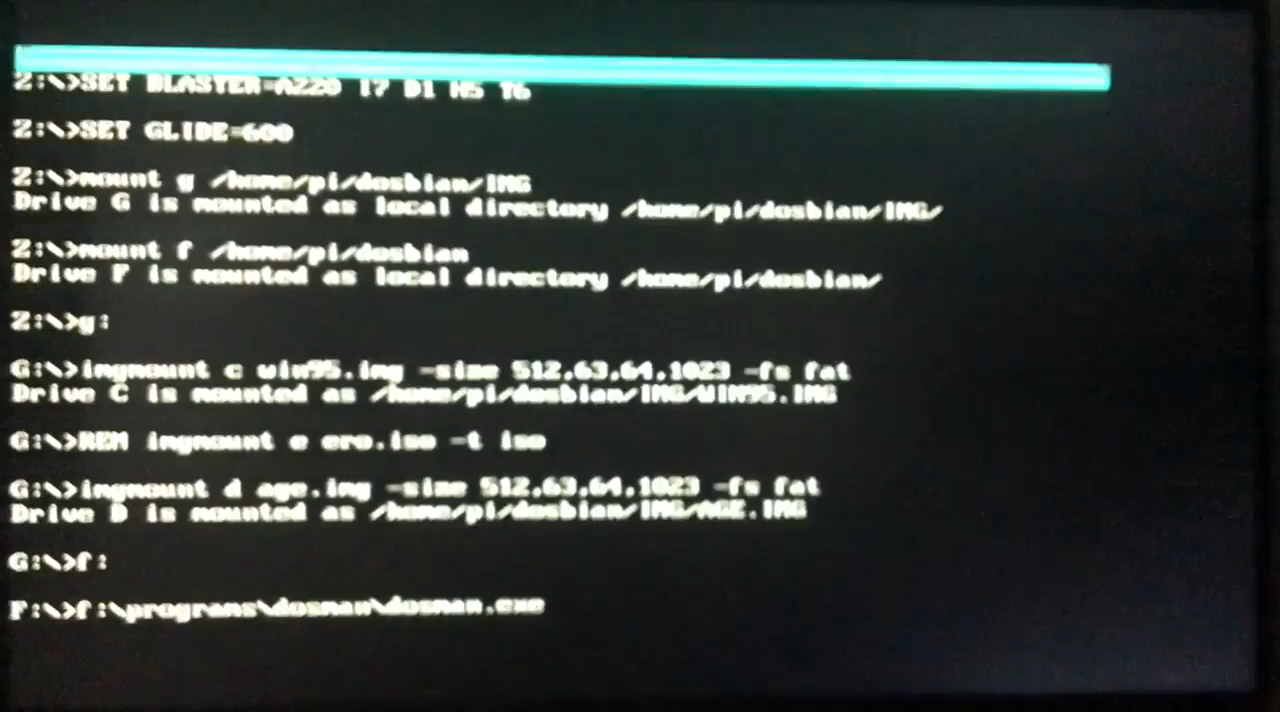 Z:\>SET BLASTER=A220 I7 D1 H5 T6
Z:\>SET GLIDE=600
Z:\>mount g /home/pi/dosbian/IMG
Drive G is mounted as local directory /home/pi/dosbian/IMG/
Z:\>mount f /home/pi/dosbian
Drive F is mounted as local directory /home/pi/dosbian/
Z:\>g:
G:\>imgmount c win95.img -size 512,63,64,1023 -fs fat
Drive C is mounted as /home/pi/dosbian/IMG/WIN95.IMG
G:\>REM imgmount e ero.iso -t iso
G:\>imgmount d age.img -size 512,63,64,1023 -fs fat
Drive D is mounted as /home/pi/dosbian/IMG/AGE.IMG
G:\>f:
F:\>f:\programs\dosman\dosman.exe